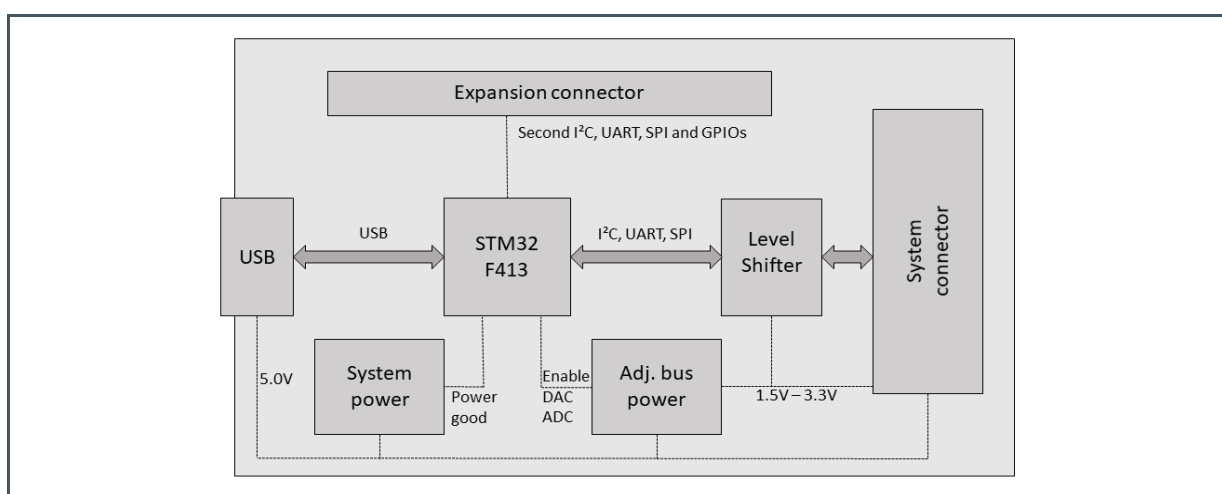 Expansion connector
Second I²C, UART, SPI and GPIOs
USB
USB
STM32
F413
I²C, UART, SPI
Level
Shifter
System
connector
5.0V
System
power
Power
good
Enable
DAC
ADC
Adj. bus
power
1.5V – 3.3V